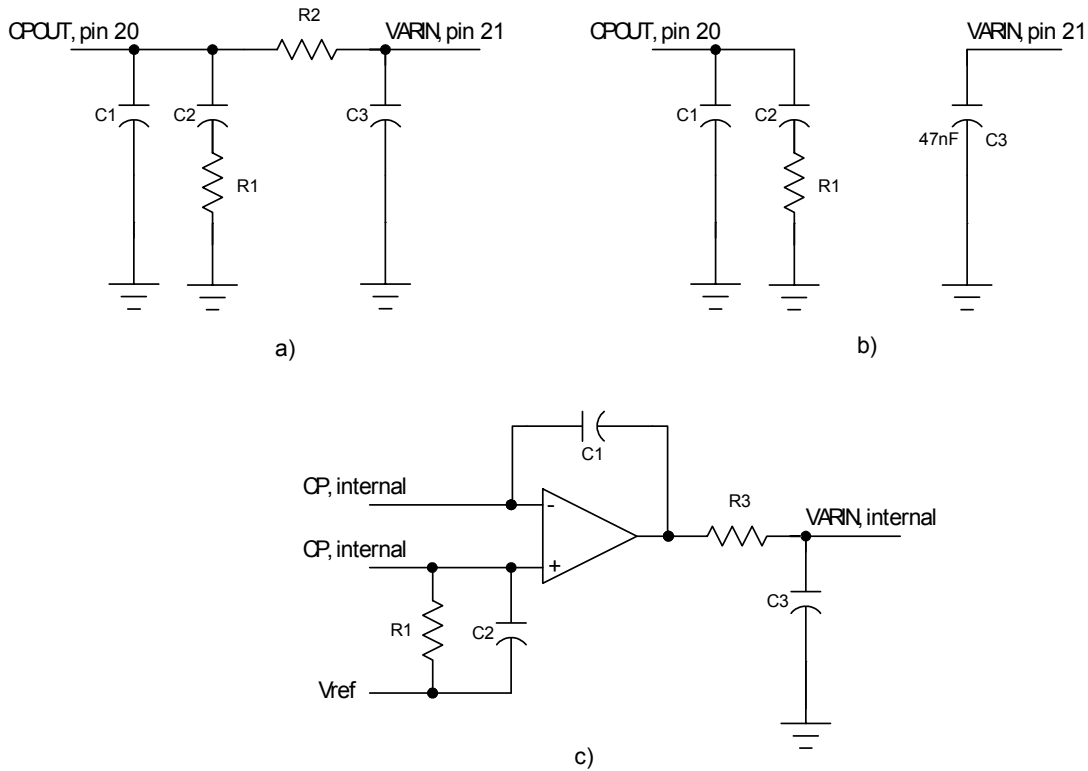 R2
CPOUT, pin 20
VARIN, pin 21
C1
C2
C3
R1
a)
CPOUT, pin 20
VARIN, pin 21
C1
C2
47nF
C3
R1
b)
C1
CP, internal
-
R3
VARIN, internal
CP, internal
+
R1
C2
C3
Vref
c)